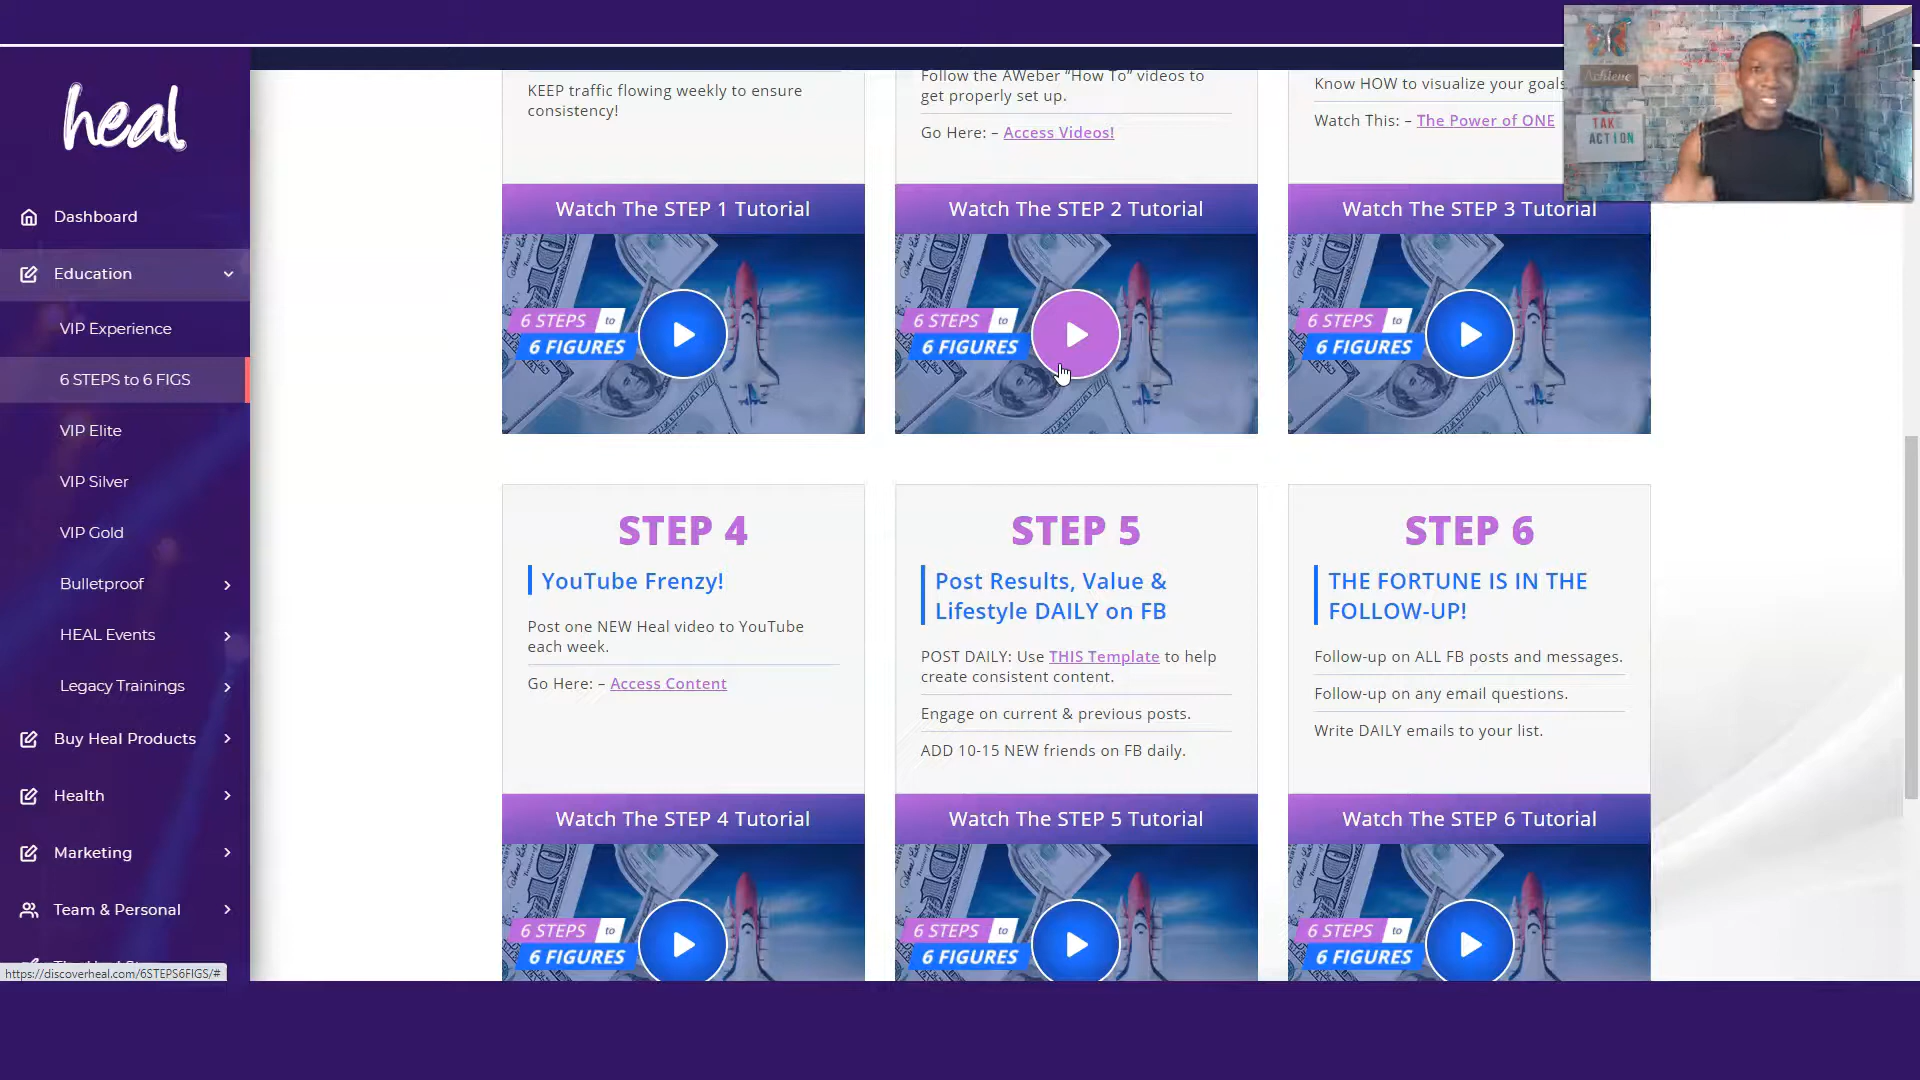 heal
Dashboard
Education
VIP Experience
6 STEPS to 6 FIGS
VIP Elite
VIP Silver
VIP Gold
Bulletproof
HEAL Events
Legacy Trainings
Buy Heal Products
Health
Marketing
Team & Personal
https://discoverheal.com/6STEPS6FIGS/#
KEEP traffic flowing weekly to ensure
consistency!
Watch The STEP 1 Tutorial
6 STEPS to
6 FIGURES
Follow the AWeber “How To” videos to
get properly set up.
Go Here: – Access Videos!
Watch The STEP 2 Tutorial
6 STEPS to
6 FIGURES
Know HOW to visualize your goals
Watch This: – The Power of ONE
Watch The STEP 3 Tutorial
6 STEPS to
6 FIGURES
Achieve
TAKE
ACTION
STEP 4
YouTube Frenzy!
Post one NEW Heal video to YouTube
each week.
Go Here: – Access Content
Watch The STEP 4 Tutorial
6 STEPS to
6 FIGURES
STEP 5
Post Results, Value &
Lifestyle DAILY on FB
POST DAILY: Use THIS Template to help
create consistent content.
Engage on current & previous posts.
ADD 10-15 NEW friends on FB daily.
Watch The STEP 5 Tutorial
6 STEPS to
6 FIGURES
STEP 6
THE FORTUNE IS IN THE
FOLLOW-UP!
Follow-up on ALL FB posts and messages.
Follow-up on any email questions.
Write DAILY emails to your list.
Watch The STEP 6 Tutorial
6 STEPS to
6 FIGURES